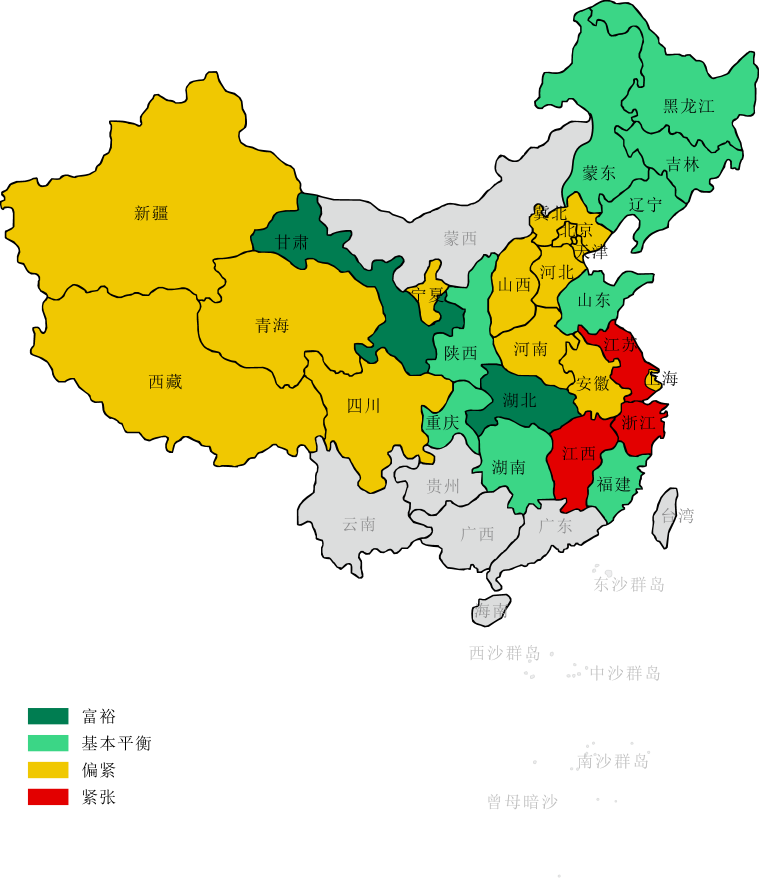 黑龙江
吉林
蒙东
辽宁
新疆
冀北
北京
甘肃
蒙西
天津
河北
山西
宁夏
山东
青海
江苏
河南
陕西
上海
西藏
安徽
湖北
四川
重庆
浙江
江西
湖南
福建
贵州
台湾
云南
广西
广东
东沙群岛
海南
西沙群岛
中沙群岛
南沙群岛
曾母暗沙
富裕
基本平衡
偏紧
紧张